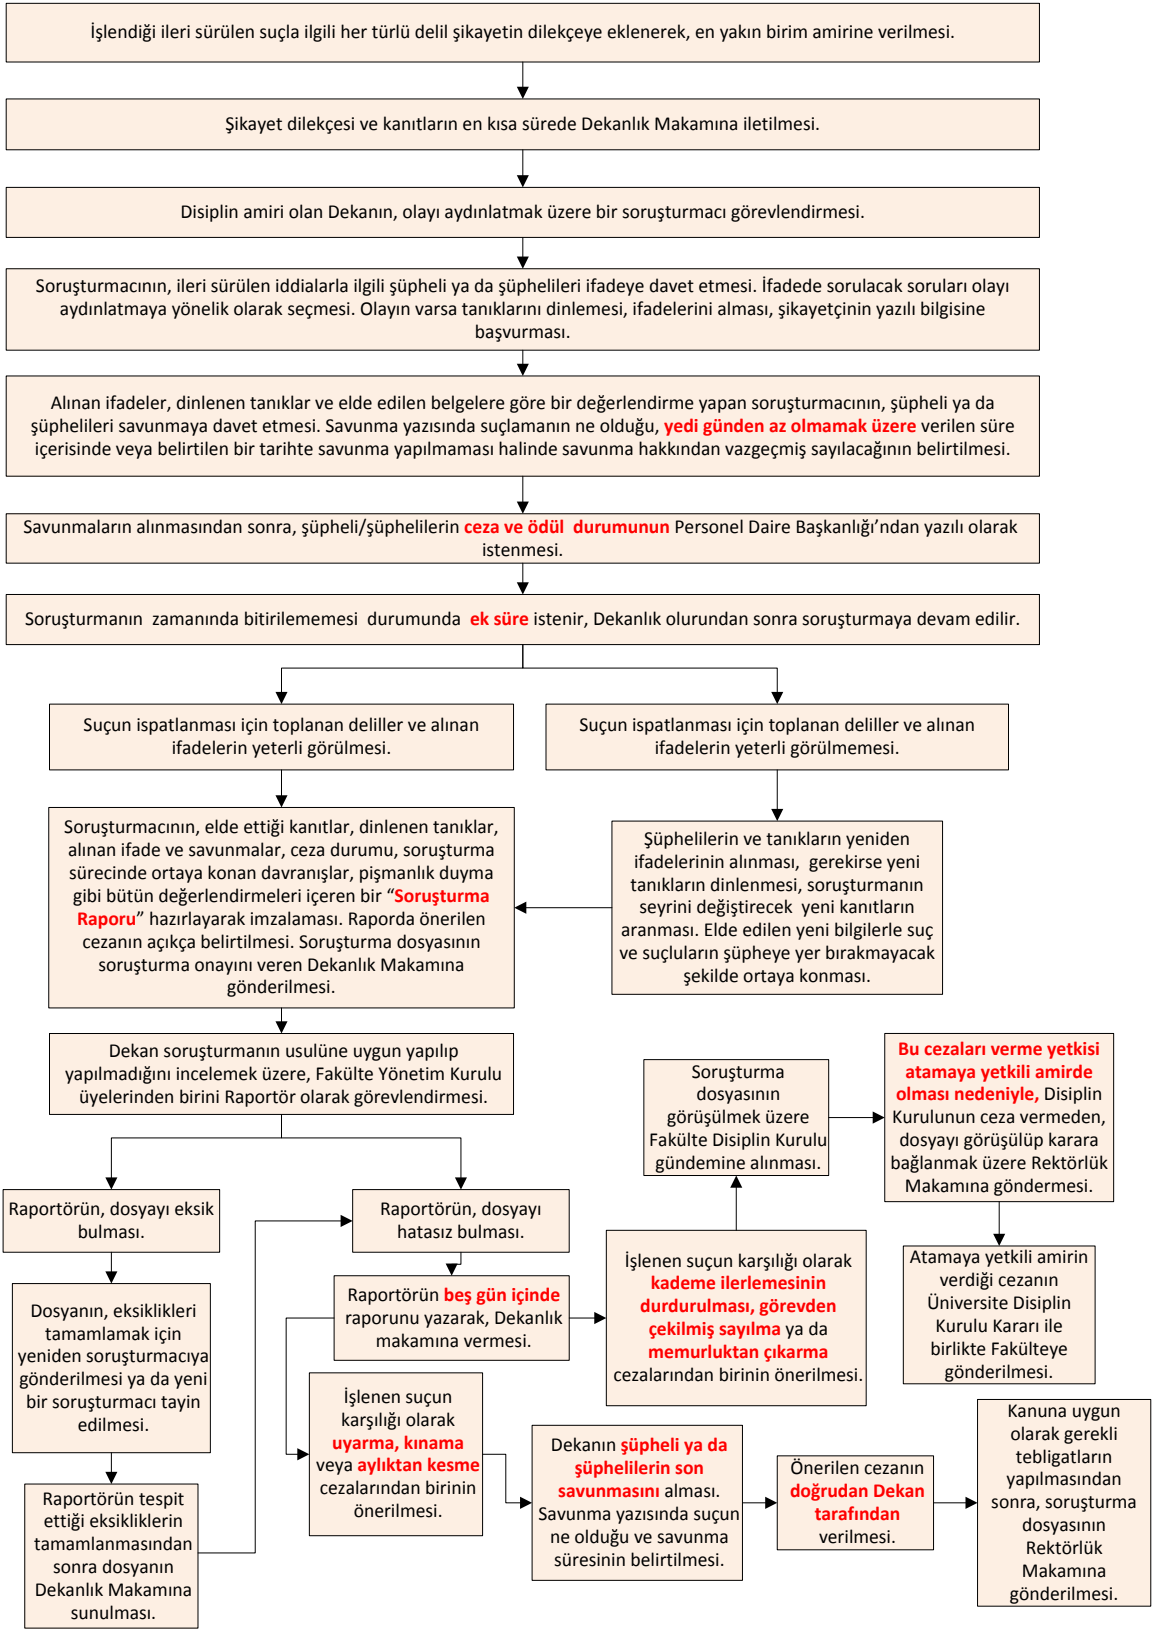 İşlendiği ileri sürülen suçla ilgili her türlü delil şikayetin dilekçeye eklenerek, en yakın birim amirine verilmesi.
Şikayet dilekçesi ve kanıtların en kısa sürede Dekanlık Makamına iletilmesi.
Disiplin amiri olan Dekanın, olayı aydınlatmak üzere bir soruşturmacı görevlendirmesi.
Soruşturmacının, ileri sürülen iddialarla ilgili şüpheli ya da şüphelileri ifadeye davet etmesi. İfadede sorulacak soruları olayı
aydınlatmaya yönelik olarak seçmesi. Olayın varsa tanıklarını dinlemesi, ifadelerini alması, şikayetçinin yazılı bilgisine
başvurması.
Alınan ifadeler, dinlenen tanıklar ve elde edilen belgelere göre bir değerlendirme yapan soruşturmacının, şüpheli ya da
şüphelileri savunmaya davet etmesi. Savunma yazısında suçlamanın ne olduğu, yedi günden az olmamak üzere verilen süre
içerisinde veya belirtilen bir tarihte savunma yapılmaması halinde savunma hakkından vazgeçmiş sayılacağının belirtilmesi.
Savunmaların alınmasından sonra, şüpheli/şüphelilerin ceza ve ödül durumunun Personel Daire Başkanlığı’ndan yazılı olarak
istenmesi.
Soruşturmanın zamanında bitirilememesi durumunda ek süre istenir, Dekanlık olurundan sonra soruşturmaya devam edilir.
Suçun ispatlanması için toplanan deliller ve alınan
ifadelerin yeterli görülmesi.
Suçun ispatlanması için toplanan deliller ve alınan
ifadelerin yeterli görülmemesi.
Soruşturmacının, elde ettiği kanıtlar, dinlenen tanıklar,
alınan ifade ve savunmalar, ceza durumu, soruşturma
sürecinde ortaya konan davranışlar, pişmanlık duyma
gibi bütün değerlendirmeleri içeren bir “Soruşturma
Raporu” hazırlayarak imzalaması. Raporda önerilen
cezanın açıkça belirtilmesi. Soruşturma dosyasının
soruşturma onayını veren Dekanlık Makamına
gönderilmesi.
Şüphelilerin ve tanıkların yeniden
ifadelerinin alınması, gerekirse yeni
tanıkların dinlenmesi, soruşturmanın
seyrini değiştirecek yeni kanıtların
aranması. Elde edilen yeni bilgilerle suç
ve suçluların şüpheye yer bırakmayacak
şekilde ortaya konması.
Dekan soruşturmanın usulüne uygun yapılıp
yapılmadığını incelemek üzere, Fakülte Yönetim Kurulu
üyelerinden birini Raportör olarak görevlendirmesi.
Soruşturma
dosyasının
görüşülmek üzere
Fakülte Disiplin Kurulu
gündemine alınması.
Bu cezaları verme yetkisi
atamaya yetkili amirde
olması nedeniyle, Disiplin
Kurulunun ceza vermeden,
dosyayı görüşülüp karara
bağlanmak üzere Rektörlük
Makamına göndermesi.
Raportörün, dosyayı eksik
bulması.
Raportörün, dosyayı
hatasız bulması.
İşlenen suçun karşılığı olarak
kademe ilerlemesinin
durdurulması, görevden
çekilmiş sayılma ya da
memurluktan çıkarma
cezalarından birinin önerilmesi.
Atamaya yetkili amirin
verdiği cezanın
Üniversite Disiplin
Kurulu Kararı ile
birlikte Fakülteye
gönderilmesi.
Dosyanın, eksiklikleri
tamamlamak için
yeniden soruşturmacıya
gönderilmesi ya da yeni
bir soruşturmacı tayin
edilmesi.
Raportörün beş gün içinde
raporunu yazarak, Dekanlık
makamına vermesi.
İşlenen suçun
karşılığı olarak
uyarma, kınama
veya aylıktan kesme
cezalarından birinin
önerilmesi.
Dekanın şüpheli ya da
şüphelilerin son
savunmasını alması.
Savunma yazısında suçun
ne olduğu ve savunma
süresinin belirtilmesi.
Önerilen cezanın
doğrudan Dekan
tarafından
verilmesi.
Kanuna uygun
olarak gerekli
tebligatların
yapılmasından
sonra, soruşturma
dosyasının
Rektörlük
Makamına
gönderilmesi.
Raportörün tespit
ettiği eksikliklerin
tamamlanmasından
sonra dosyanın
Dekanlık Makamına
sunulması.